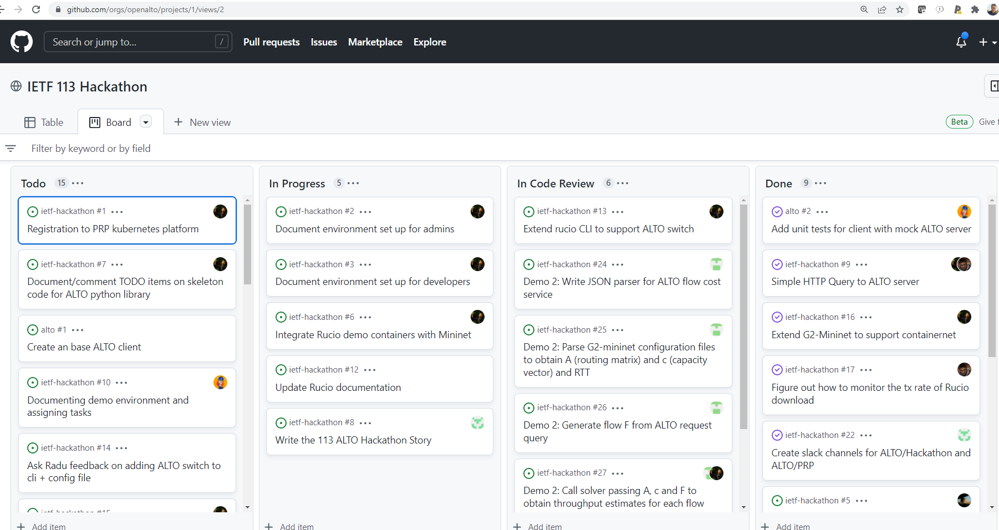 github.com/orgs/openalto/projects/1/views/2
Search or jump to... /
Pull requests Issues Marketplace Explore
IETF 113 Hackathon
Table Board New view
Beta Give
Filter by keyword or by field
Todo 15
ietf-hackathon #1
Registration to PRP kubernetes platform
ietf-hackathon #7
Document/comment TODO items on skeleton
code for ALTO python library
alto #1
Create an base ALTO client
ietf-hackathon #10
Documenting demo environment and
assigning tasks
ietf-hackathon #14
Ask Radu feedback on adding ALTO switch to
cli + config file
ietf-hackathon #15
Add item
In Progress 5
ietf-hackathon #2
Document environment set up for admins
ietf-hackathon #3
Document environment set up for developers
ietf-hackathon #6
Integrate Rucio demo containers with Mininet
ietf-hackathon #12
Update Rucio documentation
ietf-hackathon #8
Write the 113 ALTO Hackathon Story
Add item
In Code Review 6
ietf-hackathon #13
Extend rucio CLI to support ALTO switch
ietf-hackathon #24
Demo 2: Write JSON parser for ALTO flow cost
service
ietf-hackathon #25
Demo 2: Parse G2-mininet configuration files
to obtain A (routing matrix) and c (capacity
vector) and RTT
ietf-hackathon #26
Demo 2: Generate flow F from ALTO request
query
ietf-hackathon #27
Demo 2: Call solver passing A, c and F to
obtain throughput estimates for each flow
Add item
Done 9
alto #2
Add unit tests for client with mock ALTO server
ietf-hackathon #9
Simple HTTP Query to ALTO server
ietf-hackathon #16
Extend G2-Mininet to support containernet
ietf-hackathon #17
Figure out how to monitor the tx rate of Rucio
download
ietf-hackathon #22
Create slack channels for ALTO/Hackathon and
ALTO/PRP
ietf-hackathon #5
Add item